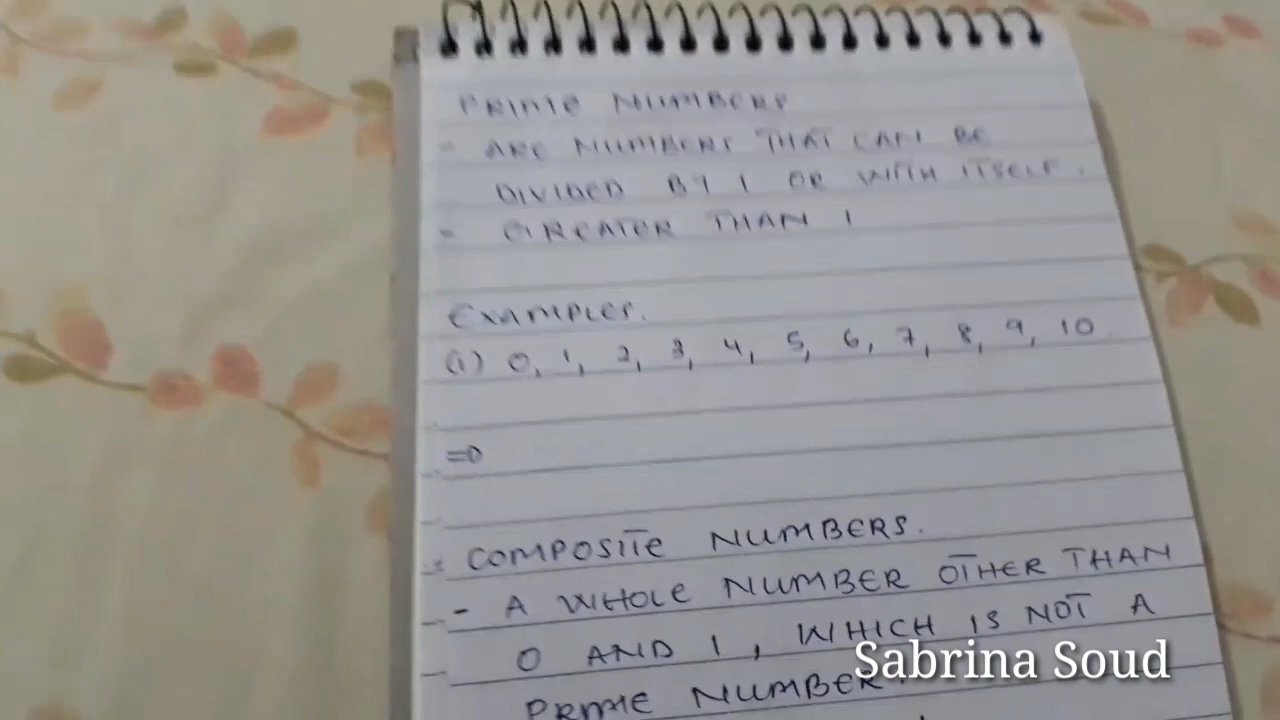 PRIME NUMBERS
- ARE NUMBERS THAT CAN BE
DIVIDED BY 1 OR WITH ITSELF.
- GREATER THAN 1
EXAMPLES.
(1) 0, 1, 2, 3, 4, 5, 6, 7, 8, 9, 10.
=0
= COMPOSITE NUMBERS.
- A WHOLE NUMBER OTHER THAN
0 AND 1, WHICH IS NOT A
PRIME NUMBER.
Sabrina Soud